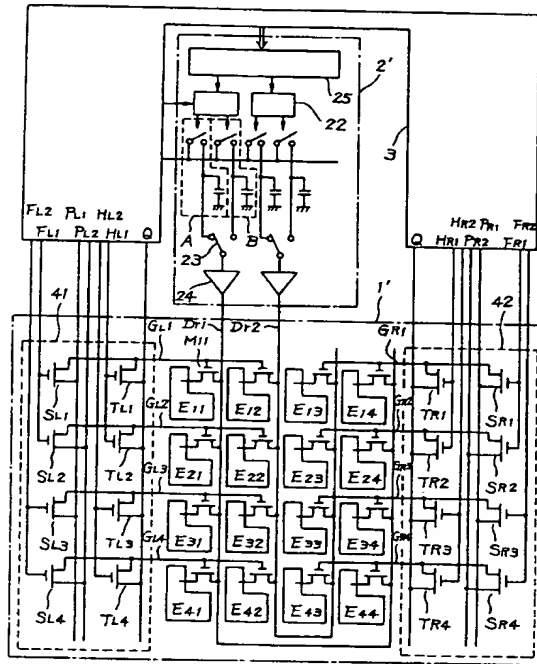 2'
25
22
3
A
B
23
24
FL2
FL1
PL1
PL2
HL2
HL1
Q
Q
HR2
HR1
PR1
PR2
FR2
FR1
41
1'
42
GL1
Dr1
Dr2
GR1
M11
SL1
TL1
E11
E12
E13
E14
TR1
SR1
GL2
GR2
SL2
TL2
E21
E22
E23
E24
TR2
SR2
GL3
GR3
SL3
TL3
E31
E32
E33
E34
TR3
SR3
GL4
GR4
SL4
TL4
E41
E42
E43
E44
TR4
SR4